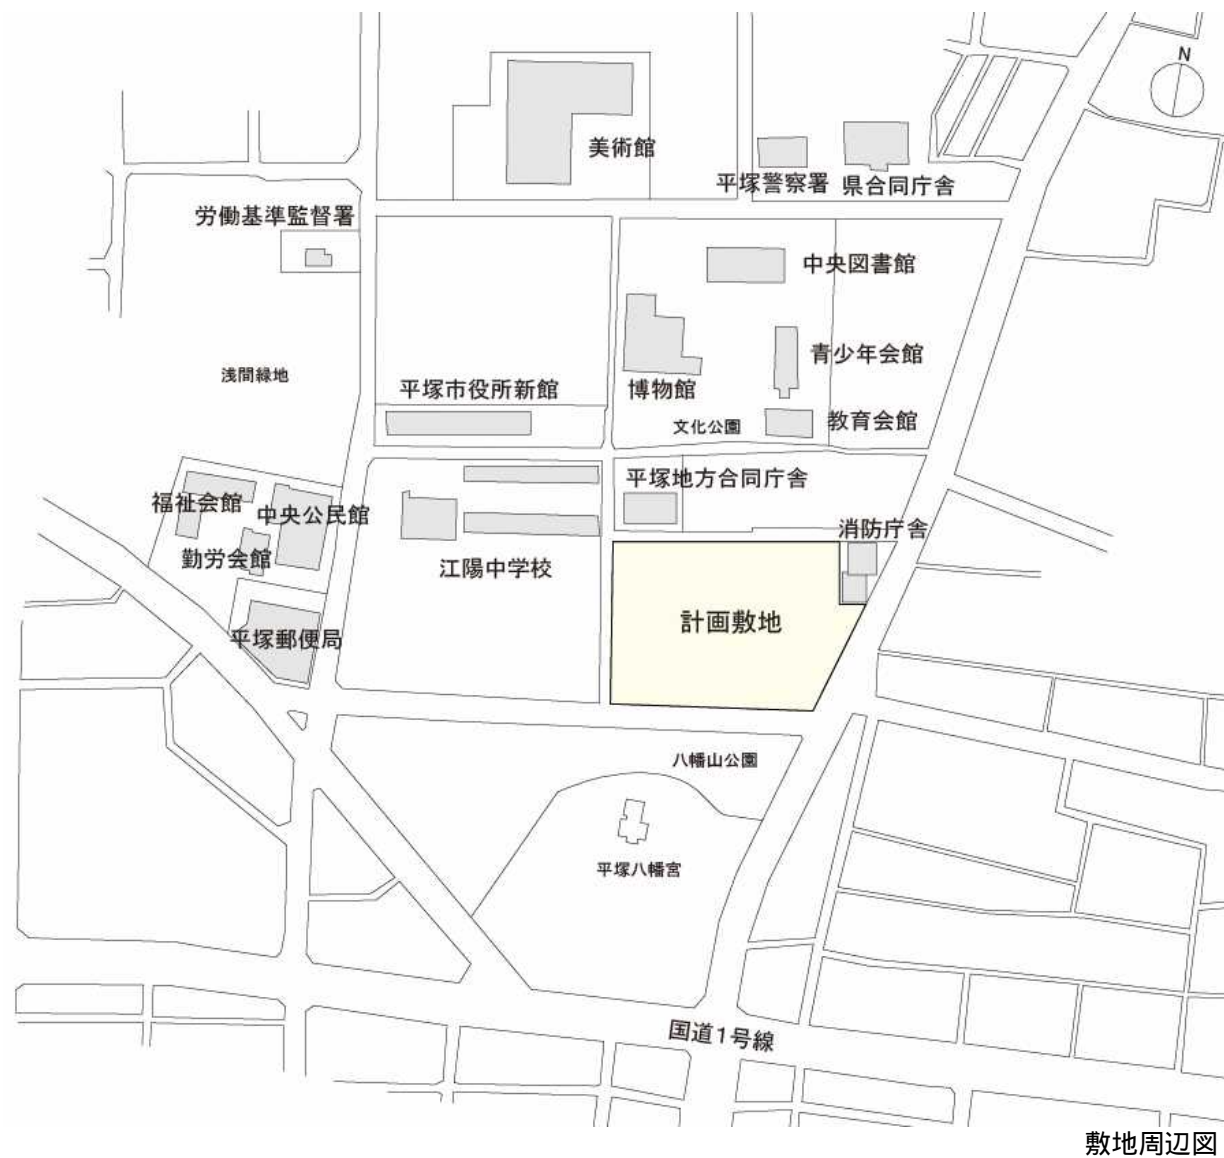 N
美術館
平塚警察署
県合同庁舎
労働基準監督署
中央図書館
青少年会館
浅間緑地
平塚市役所新館
博物館
文化公園
教育会館
平塚地方合同庁舎
福祉会館
中央公民館
消防庁舎
勤労会館
江陽中学校
計画敷地
平塚郵便局
八幡山公園
平塚八幡宮
国道1号線
敷地周辺図